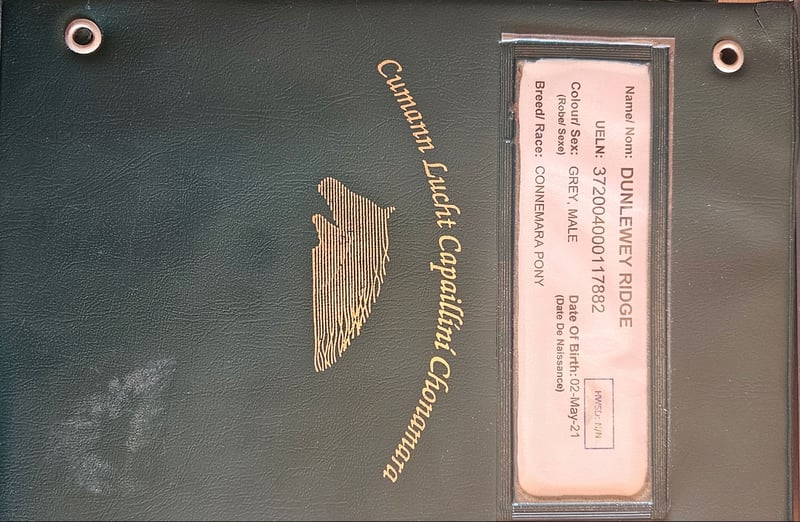 Name/ Nom: DUNLEWEY RIDGE
UELN: 372004000117882
HWSD: N/N
Colour/ Sex: GREY, MALE Date Of Birth: 02-May-21
(Robe/ Sexe) (Date De Naissance)
Breed/ Race: CONNEMARA PONY
Cumann Lucht Capaillíní Chonamara